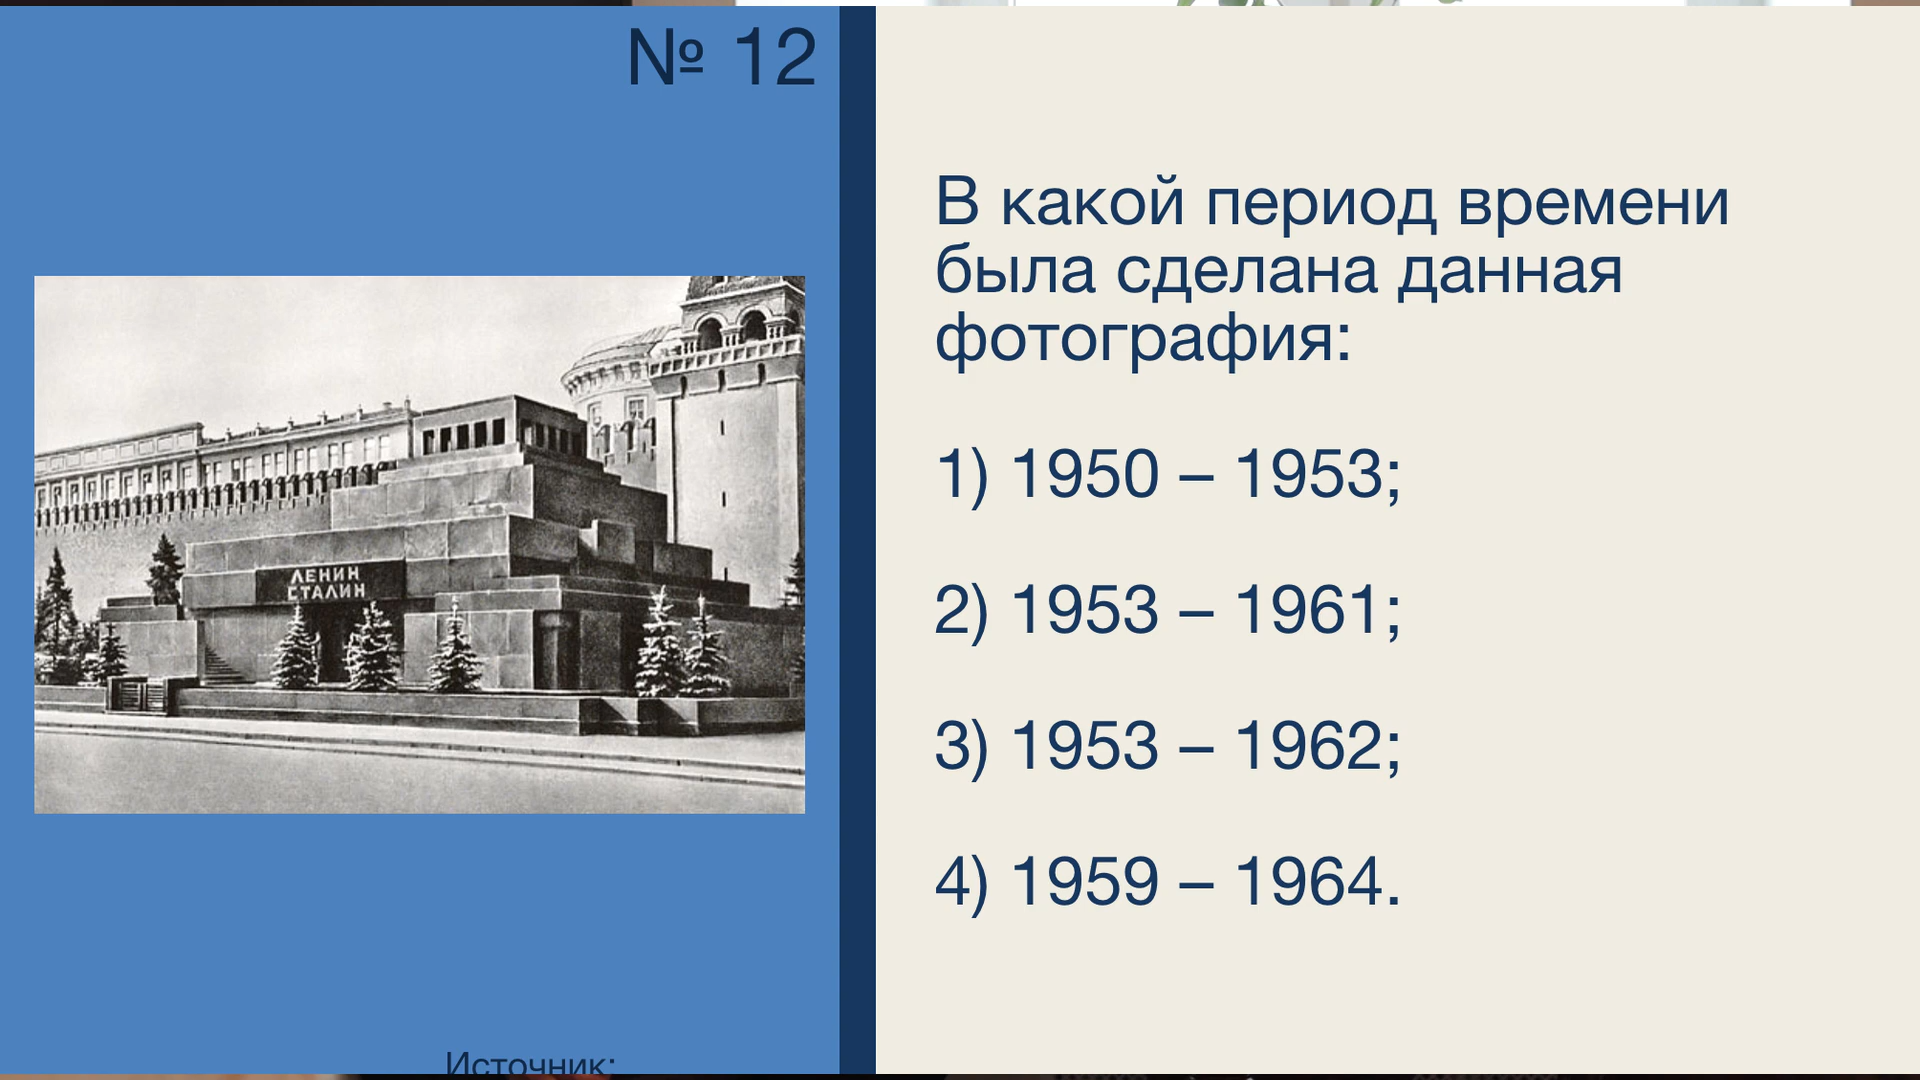 № 12
ЛЕНИН
СТАЛИН
Источник:
В какой период времени
была сделана данная
фотография:
1) 1950 – 1953;
2) 1953 – 1961;
3) 1953 – 1962;
4) 1959 – 1964.